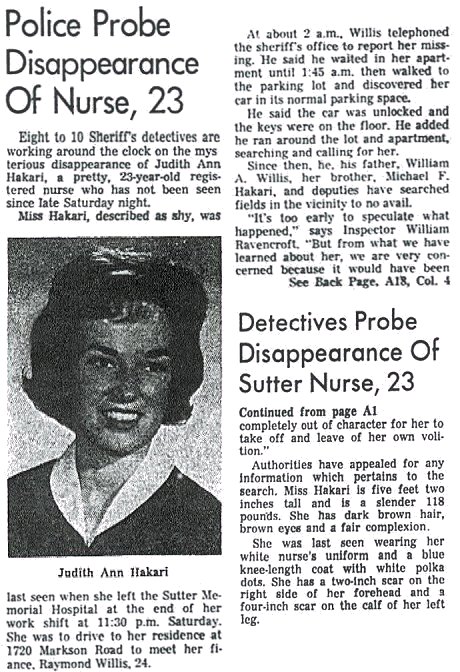 Police Probe
Disappearance
Of Nurse, 23
Eight to 10 Sheriff's detectives are
working around the clock on the mys
terious disappearance of Judith Ann
Hakari, a pretty, 23-year-old regis-
tered nurse who has not been seen
since late Saturday night.
Miss Hakari, described as shy, was
Judith Ann Hakari
last seen when she left the Sutter Me-
morial Hospital at the end of her
work shift at 11:30 p.m. Saturday.
She was to drive to her residence at
1720 Markson Road to meet her fi-
ance, Raymond Willis, 24.
At about 2 a.m., Willis telephoned
the sheriff's office to report her miss-
ing. He said he waited in her apart-
ment until 1:45 a.m. then walked to
the parking lot and discovered her
car in its normal parking space.
He said the car was unlocked and
the keys were on the floor. He added
he ran around the lot and apartment,
searching and calling for her.
Since then, he, his father, William
A. Willis, her brother, Michael F.
Hakari, and deputies have searched
fields in the vicinity to no avail.
"It's too early to speculate what
happened," says Inspector William
Ravencroft. "But from what we have
learned about her, we are very con-
cerned because it would have been
See Back Page, A18, Col. 4
Detectives Probe
Disappearance Of
Sutter Nurse, 23
Continued from page A1
completely out of character for her to
take off and leave of her own voli-
tion."
Authorities have appealed for any
information which pertains to the
search. Miss Hakari is five feet two
inches tall and is a slender 118
pounds. She has dark brown hair,
brown eyes and a fair complexion.
She was last seen wearing her
white nurse's uniform and a blue
knee-length coat with white polka
dots. She has a two-inch scar on the
right side of her forehead and a
four-inch scar on the calf of her left
leg.